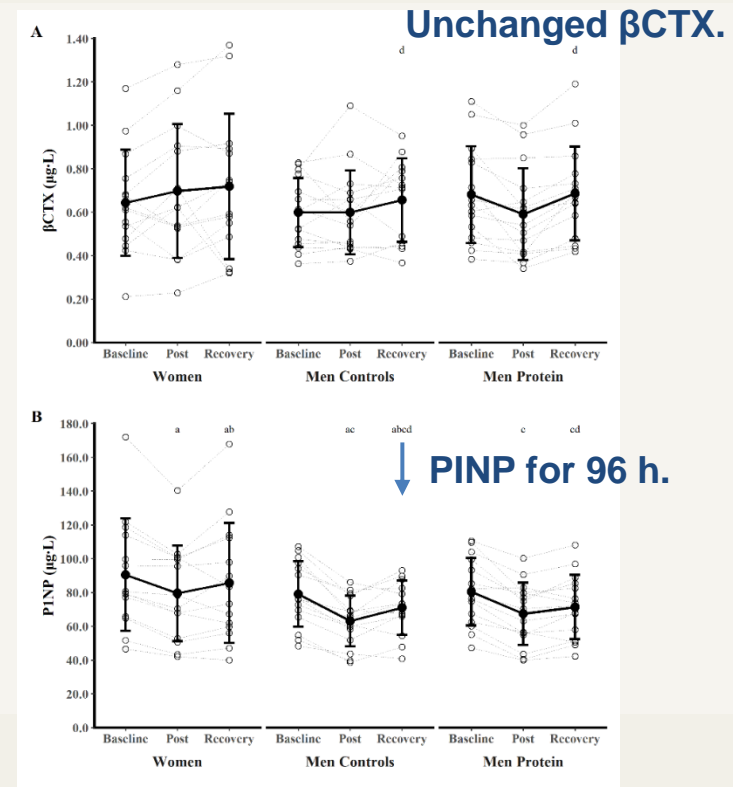 Unchanged βCTX.
A
βCTX (µg·L)
1.40
1.20
1.00
0.80
0.60
0.40
0.20
0.00
d
d
Baseline Post Recovery Baseline Post Recovery Baseline Post Recovery
Women Men Controls Men Protein
B
P1NP (µg·L)
180.0
160.0
140.0
120.0
100.0
80.0
60.0
40.0
20.0
0.0
a ab ac abcd c cd
PINP for 96 h.
Baseline Post Recovery Baseline Post Recovery Baseline Post Recovery
Women Men Controls Men Protein